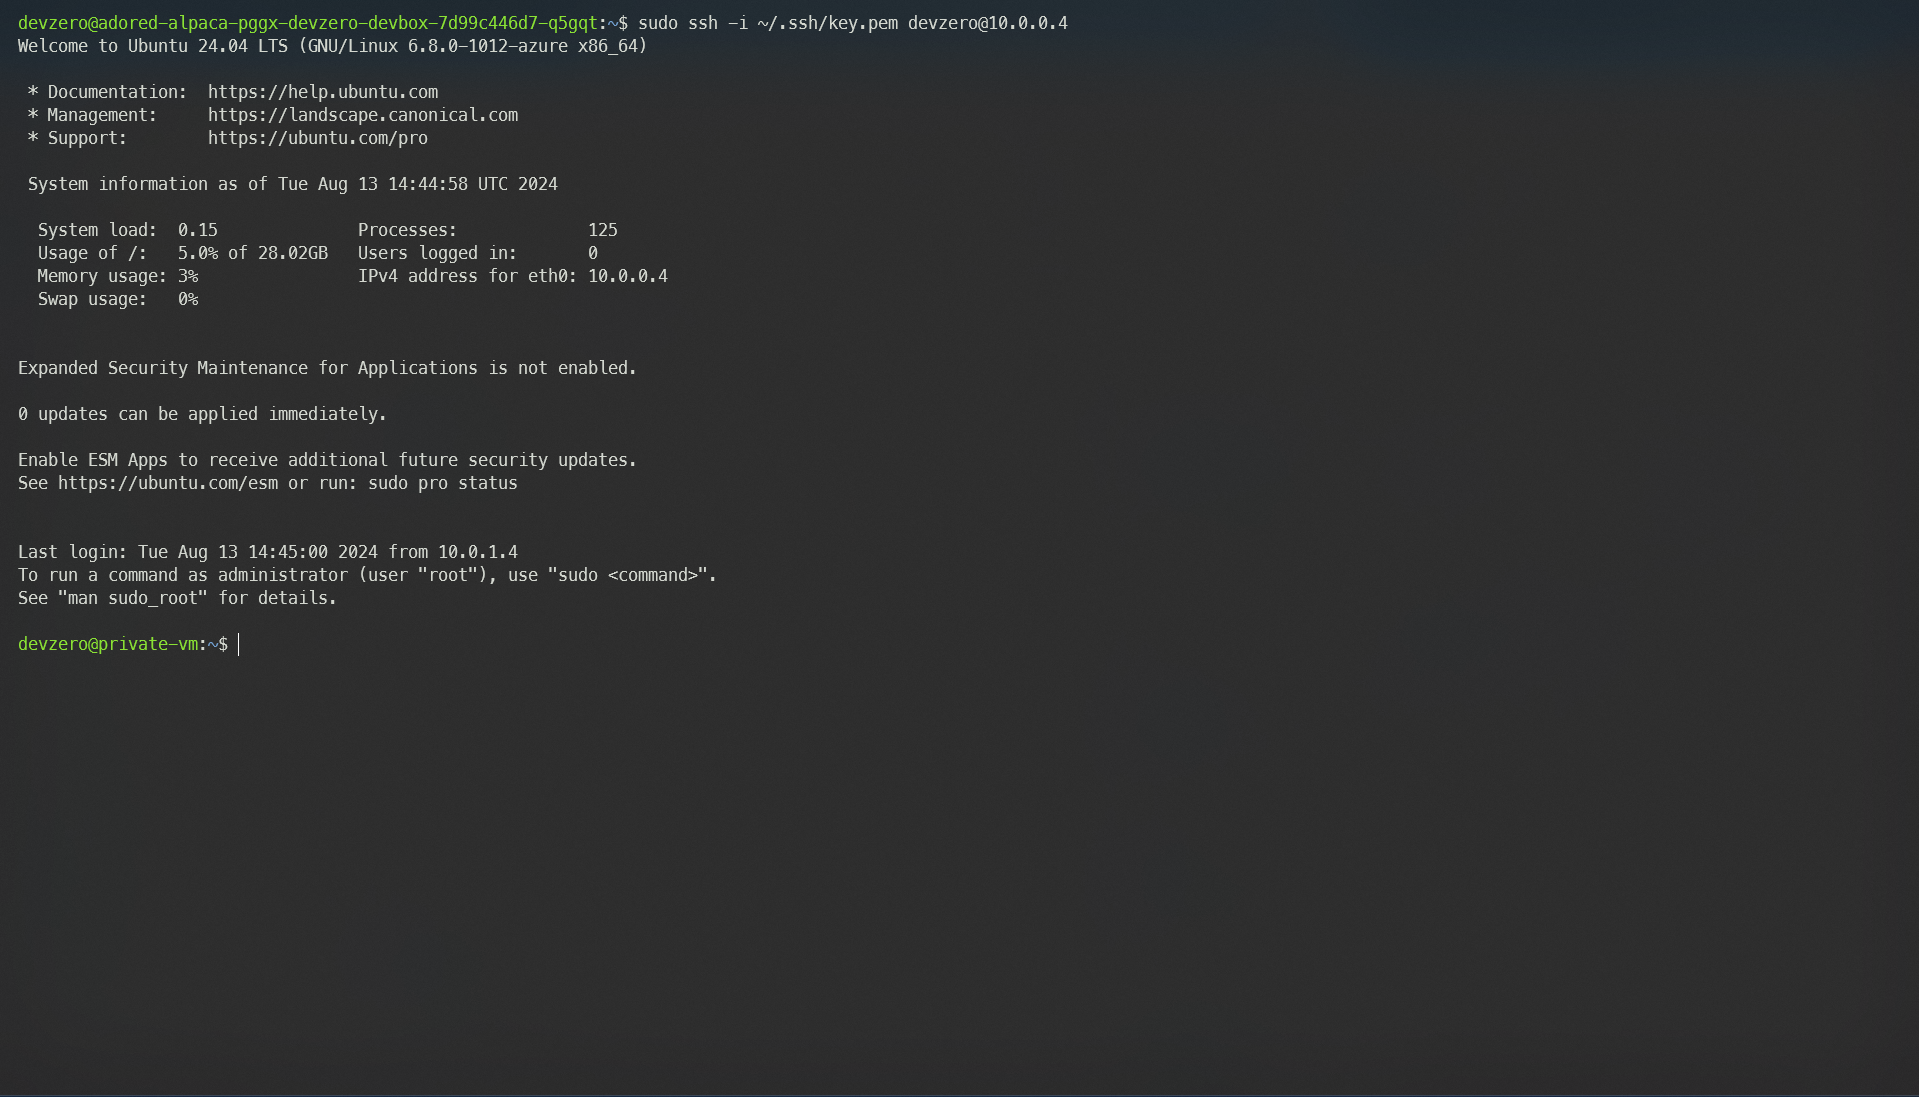 devzero@adored-alpaca-pggx-devzero-devbox-7d99c446d7-q5gqt:~$ sudo ssh -i ~/.ssh/key.pem devzero@10.0.0.4
Welcome to Ubuntu 24.04 LTS (GNU/Linux 6.8.0-1012-azure x86_64)

 * Documentation:  https://help.ubuntu.com
 * Management:     https://landscape.canonical.com
 * Support:        https://ubuntu.com/pro

 System information as of Tue Aug 13 14:44:58 UTC 2024

  System load:  0.15              Processes:             125
  Usage of /:   5.0% of 28.02GB   Users logged in:       0
  Memory usage: 3%                IPv4 address for eth0: 10.0.0.4
  Swap usage:   0%

Expanded Security Maintenance for Applications is not enabled.

0 updates can be applied immediately.

Enable ESM Apps to receive additional future security updates.
See https://ubuntu.com/esm or run: sudo pro status

Last login: Tue Aug 13 14:45:00 2024 from 10.0.1.4
To run a command as administrator (user "root"), use "sudo <command>".
See "man sudo_root" for details.

devzero@private-vm:~$